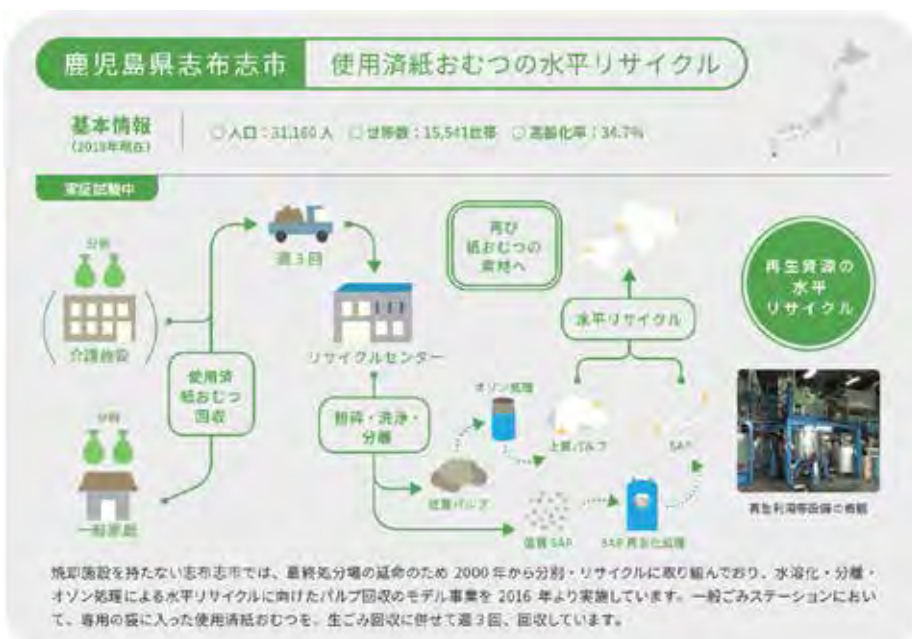 鹿児島県志布志市
使用済紙おむつの水平リサイクル
基本情報
(2018年現在)
○人口:31,160人 ○世帯数:15,541世帯 ○高齢化率:34.7%
実証試験中
分別
介護施設
使用済
紙おむつ
回収
分別
一般家庭
週3回
リサイクルセンター
粉砕・洗浄・
分離
再び
紙おむつの
素材へ
水平リサイクル
オゾン処理
低質パルプ
上質パルプ
低質SAP
SAP再生化処理
SAP
再生資源の
水平
リサイクル
再生利用等設備の概観
焼却施設を持たない志布志市では、最終処分場の延命のため 2000 年から分別・リサイクルに取り組んでおり、水溶化・分離・
オゾン処理による水平リサイクルに向けたパルプ回収のモデル事業を 2016 年より実施しています。一般ごみステーションにおい
て、専用の袋に入った使用済紙おむつを、生ごみ回収に併せて週3回、回収しています。